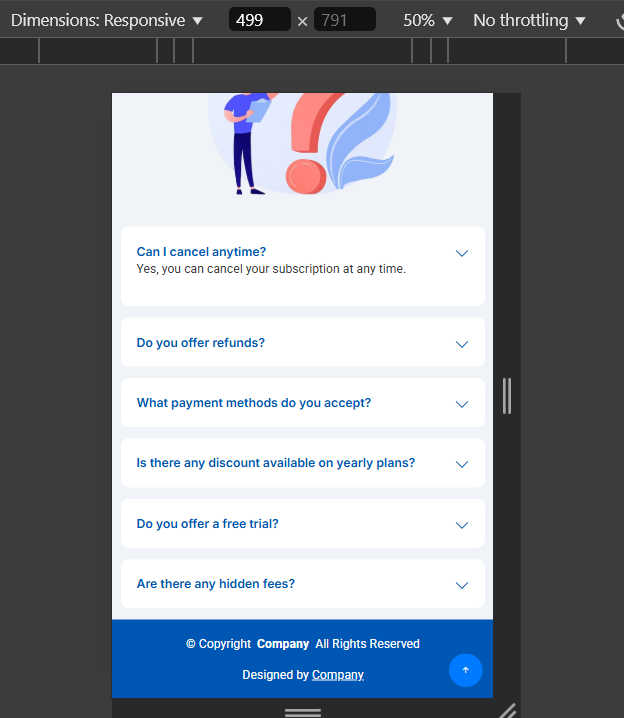 Dimensions: Responsive ▼ 499 × 791 50% ▼ No throttling ▼
Can I cancel anytime?
Yes, you can cancel your subscription at any time.
Do you offer refunds?
What payment methods do you accept?
Is there any discount available on yearly plans?
Do you offer a free trial?
Are there any hidden fees?
© Copyright Company All Rights Reserved
Designed by Company